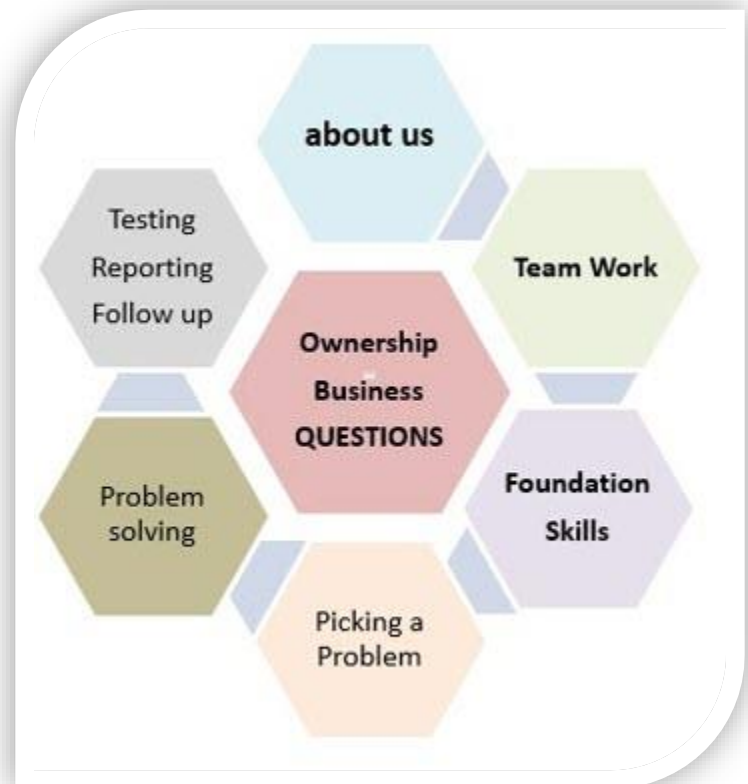 about us
Team Work
Foundation
Skills
Picking a
Problem
Problem
solving
Testing
Reporting
Follow up
Ownership
Business
QUESTIONS